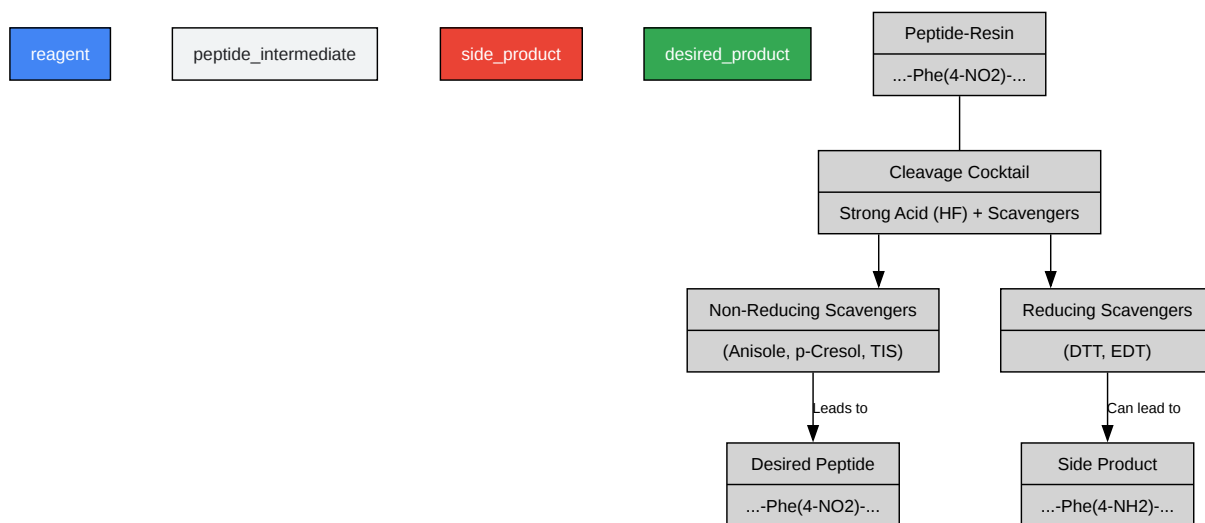 reagent
peptide_intermediate
side_product
desired_product
Peptide-Resin
...-Phe(4-NO2)-...
Cleavage Cocktail
Strong Acid (HF) + Scavengers
Non-Reducing Scavengers
(Anisole, p-Cresol, TIS)
Reducing Scavengers
(DTT, EDT)
Leads to
Can lead to
Desired Peptide
...-Phe(4-NO2)-...
Side Product
...-Phe(4-NH2)-...